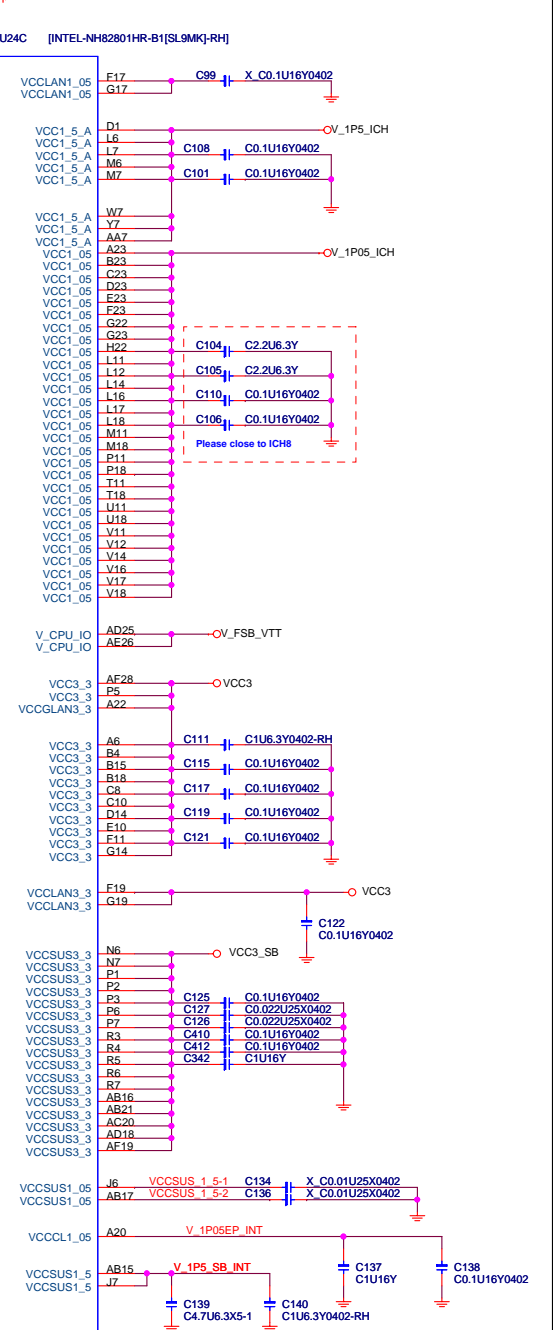 U24C [INTEL-NH82801HR-B1[SL9MK]-RH]
VCCLAN1_05 F17 C99 X_C0.1U16Y0402
VCCLAN1_05 G17
VCC1_5_A D1 V_1P5_ICH
VCC1_5_A L6
VCC1_5_A L7 C108 C0.1U16Y0402
VCC1_5_A M6
VCC1_5_A M7 C101 C0.1U16Y0402
VCC1_5_A W7
VCC1_5_A Y7
VCC1_5_A AA7
VCC1_05 A23 V_1P05_ICH
VCC1_05 B23
VCC1_05 C23
VCC1_05 D23
VCC1_05 E23
VCC1_05 F23
VCC1_05 G22
VCC1_05 G23
VCC1_05 H22 C104 C2.2U6.3Y
VCC1_05 L11
VCC1_05 L12 C105 C2.2U6.3Y
VCC1_05 L14
VCC1_05 L16 C110 C0.1U16Y0402
VCC1_05 L17
VCC1_05 L18 C106 C0.1U16Y0402
VCC1_05 M11
Please close to ICH8
VCC1_05 M18
VCC1_05 P11
VCC1_05 P18
VCC1_05 T11
VCC1_05 T18
VCC1_05 U11
VCC1_05 U18
VCC1_05 V11
VCC1_05 V12
VCC1_05 V14
VCC1_05 V16
VCC1_05 V17
VCC1_05 V18
V_CPU_IO AD25 V_FSB_VTT
V_CPU_IO AE26
VCC3_3 AF28 VCC3
VCC3_3 P5
VCCGLAN3_3 A22
VCC3_3 A6 C111 C1U6.3Y0402-RH
VCC3_3 B4
VCC3_3 B15 C115 C0.1U16Y0402
VCC3_3 B18
VCC3_3 C8 C117 C0.1U16Y0402
VCC3_3 C10
VCC3_3 D14 C119 C0.1U16Y0402
VCC3_3 E10
VCC3_3 F11 C121 C0.1U16Y0402
VCC3_3 G14
VCCLAN3_3 F19 VCC3
VCCLAN3_3 G19
C122
C0.1U16Y0402
VCCSUS3_3 N6 VCC3_SB
VCCSUS3_3 N7
VCCSUS3_3 P1
VCCSUS3_3 P2
VCCSUS3_3 P3 C125 C0.1U16Y0402
VCCSUS3_3 P6 C127 C0.022U25X0402
VCCSUS3_3 P7 C126 C0.022U25X0402
VCCSUS3_3 R3 C410 C0.1U16Y0402
VCCSUS3_3 R4 C412 C0.1U16Y0402
VCCSUS3_3 R5 C342 C1U16Y
VCCSUS3_3 R6
VCCSUS3_3 R7
VCCSUS3_3 AB16
VCCSUS3_3 AB21
VCCSUS3_3 AC20
VCCSUS3_3 AD18
VCCSUS3_3 AF19
VCCSUS1_05 J6 VCCSUS_1_5-1 C134 X_C0.01U25X0402
VCCSUS1_05 AB17 VCCSUS_1_5-2 C136 X_C0.01U25X0402
VCCCL1_05 A20 V_1P05EP_INT
C137 C138
C1U16Y C0.1U16Y0402
VCCSUS1_5 AB15 V_1P5_SB_INT
VCCSUS1_5 J7
C139 C140
C4.7U6.3X5-1 C1U6.3Y0402-RH